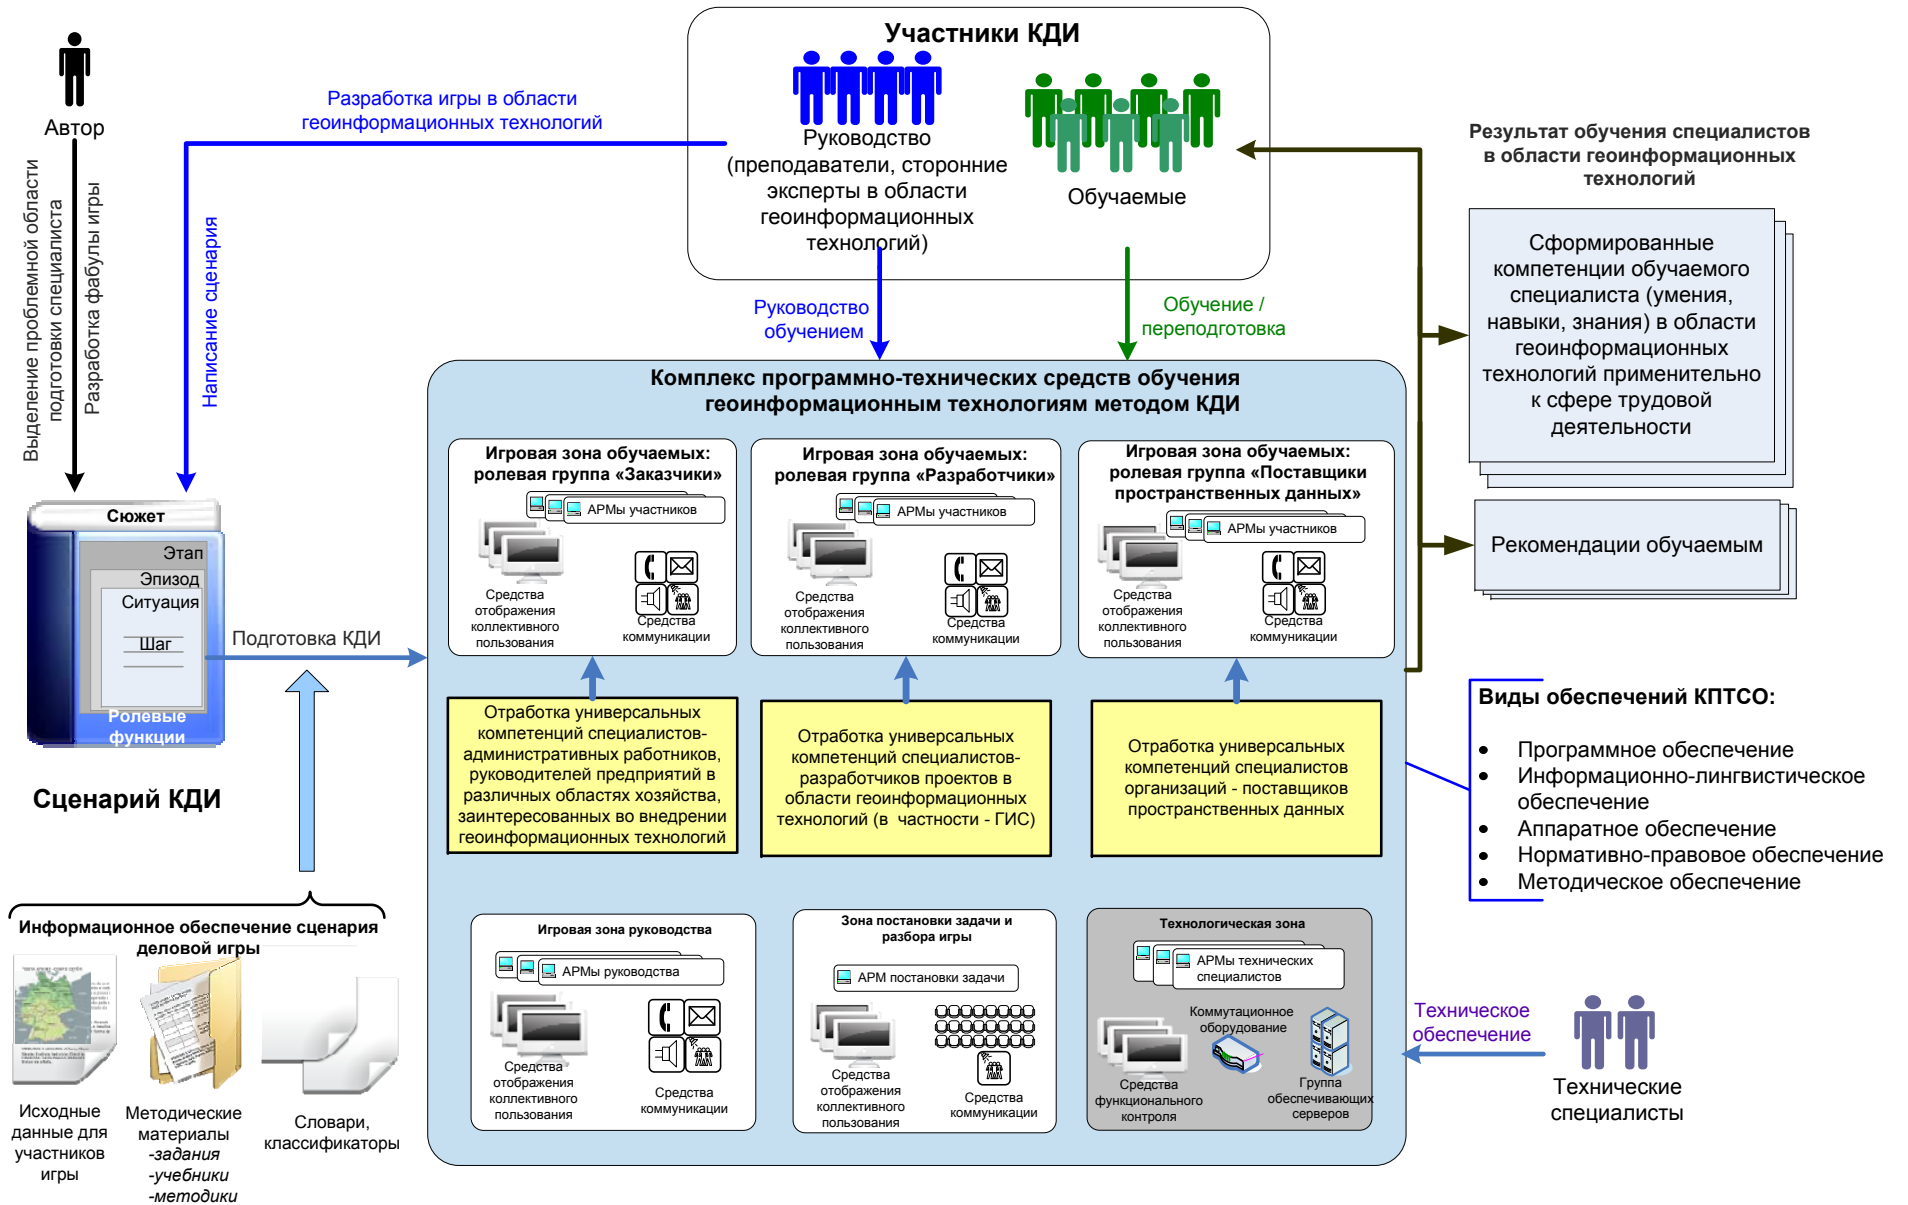 Участники КДИ
Автор
Разработка игры в области
геоинформационных технологий
Руководство
(преподаватели, сторонние
эксперты в области
геоинформационных
технологий)
Обучаемые
Результат обучения специалистов
в области геоинформационных
технологий
Выделение проблемной области
подготовки специалиста
Разработка фабулы игры
Написание сценария
Руководство
обучением
Обучение /
переподготовка
Сформированные
компетенции обучаемого
специалиста (умения,
навыки, знания) в области
геоинформационных
технологий применительно
к сфере трудовой
деятельности
Рекомендации обучаемым
Комплекс программно-технических средств обучения
геоинформационным технологиям методом КДИ
Игровая зона обучаемых:
ролевая группа «Заказчики»
АРМы участников
Средства
отображения
коллективного
пользования
Средства
коммуникации
Игровая зона обучаемых:
ролевая группа «Разработчики»
АРМы участников
Средства
отображения
коллективного
пользования
Средства
коммуникации
Игровая зона обучаемых:
ролевая группа «Поставщики
пространственных данных»
АРМы участников
Средства
отображения
коллективного
пользования
Средства
коммуникации
Сюжет
Этап
Эпизод
Ситуация
Шаг
Ролевые
функции
Сценарий КДИ
Подготовка КДИ
Отработка универсальных
компетенций специалистов-
административных работников,
руководителей предприятий в
различных областях хозяйства,
заинтересованных во внедрении
геоинформационных технологий
Отработка универсальных
компетенций специалистов-
разработчиков проектов в
области геоинформационных
технологий (в частности - ГИС)
Отработка универсальных
компетенций специалистов
организаций - поставщиков
пространственных данных
Виды обеспечений КПТСО:
• Программное обеспечение
• Информационно-лингвистическое
обеспечение
• Аппаратное обеспечение
• Нормативно-правовое обеспечение
• Методическое обеспечение
Информационное обеспечение сценария
деловой игры
Исходные
данные для
участников
игры
Методические
материалы
-задания
-учебники
-методики
Словари,
классификаторы
Игровая зона руководства
АРМы руководства
Средства
отображения
коллективного
пользования
Средства
коммуникации
Зона постановки задачи и
разбора игры
АРМ постановки задачи
Средства
отображения
коллективного
пользования
Средства
коммуникации
Технологическая зона
АРМы технических
специалистов
Коммутационное
оборудование
Средства
функционального
контроля
Группа
обеспечивающих
серверов
Техническое
обеспечение
Технические
специалисты